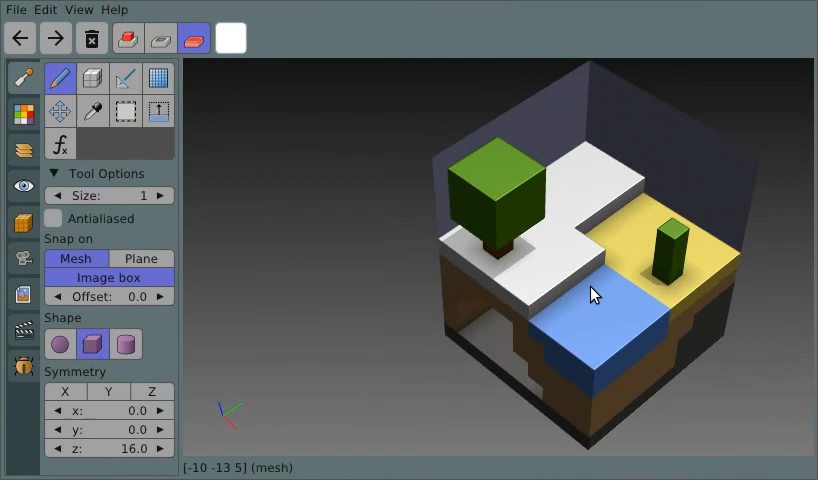 File Edit View Help
Tool Options
Size: 1
Antialiased
Snap on
Mesh Plane
Image box
Offset: 0.0
Shape
Symmetry
X Y Z
x: 0.0
y: 0.0
z: 16.0
[-10 -13 5] (mesh)